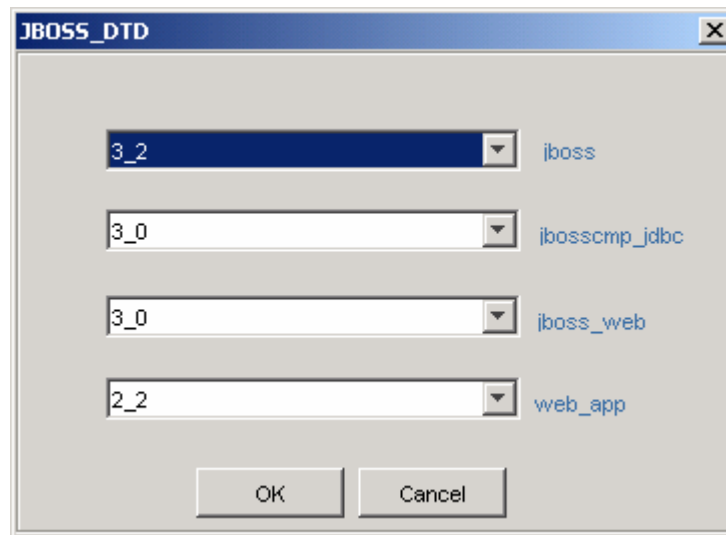 JBOSS_DTD
3_2 jboss
3_0 jbosscmp_jdbc
3_0 jboss_web
2_2 web_app
OK Cancel